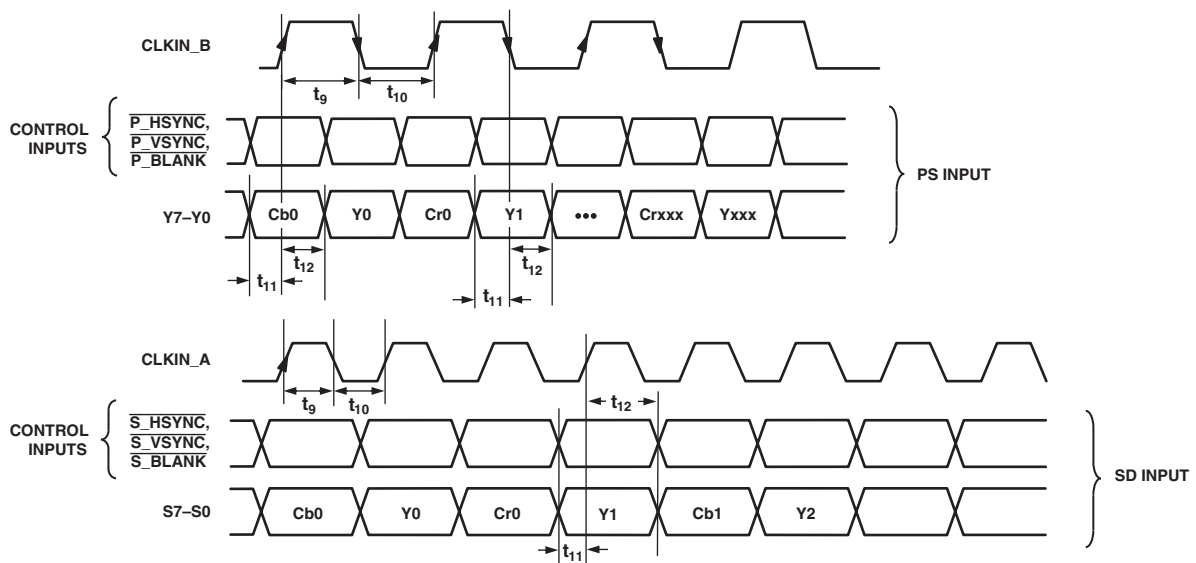 CLKIN_B
t9
t10
CONTROL INPUTS
P_HSYNC,
P_VSYNC,
P_BLANK
PS INPUT
Y7–Y0
Cb0 Y0 Cr0 Y1 ••• Crxxx Yxxx
t12
t11
t12
t11
CLKIN_A
t9
t10
t12
CONTROL INPUTS
S_HSYNC,
S_VSYNC,
S_BLANK
SD INPUT
S7–S0
Cb0 Y0 Cr0 Y1 Cb1 Y2
t11